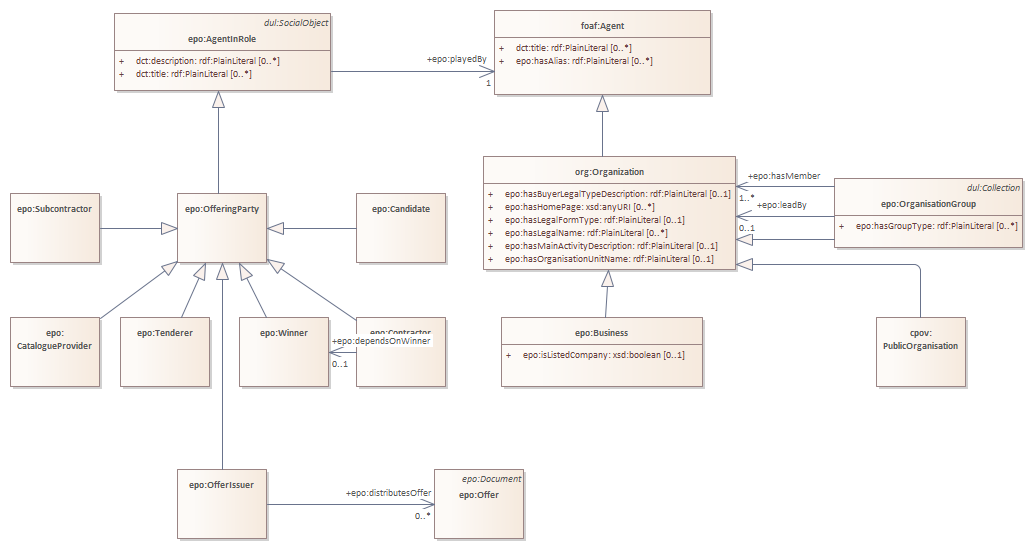 dul:SocialObject
epo:AgentInRole
+ dct:description: rdf:PlainLiteral [0..*]
+ dct:title: rdf:PlainLiteral [0..*]
+epo:playedBy
1
foaf:Agent
+ dct:title: rdf:PlainLiteral [0..*]
+ epo:hasAlias: rdf:PlainLiteral [0..*]
org:Organization
+ epo:hasBuyerLegalTypeDescription: rdf:PlainLiteral [0..1]
+ epo:hasHomePage: xsd:anyURI [0..*]
+ epo:hasLegalFormType: rdf:PlainLiteral [0..1]
+ epo:hasLegalName: rdf:PlainLiteral [0..*]
+ epo:hasMainActivityDescription: rdf:PlainLiteral [0..1]
+ epo:hasOrganisationUnitName: rdf:PlainLiteral [0..1]
+epo:hasMember
1..*
+epo:leadBy
0..1
dul:Collection
epo:OrganisationGroup
+ epo:hasGroupType: rdf:PlainLiteral [0..*]
epo:Subcontractor
epo:OfferingParty
epo:Candidate
epo:
CatalogueProvider
epo:Tenderer
epo:Winner
epo:Contractor
+epo:dependsOnWinner
0..1
epo:Business
+ epo:isListedCompany: xsd:boolean [0..1]
cpov:
PublicOrganisation
epo:OfferIssuer
+epo:distributesOffer
0..*
epo:Document
epo:Offer